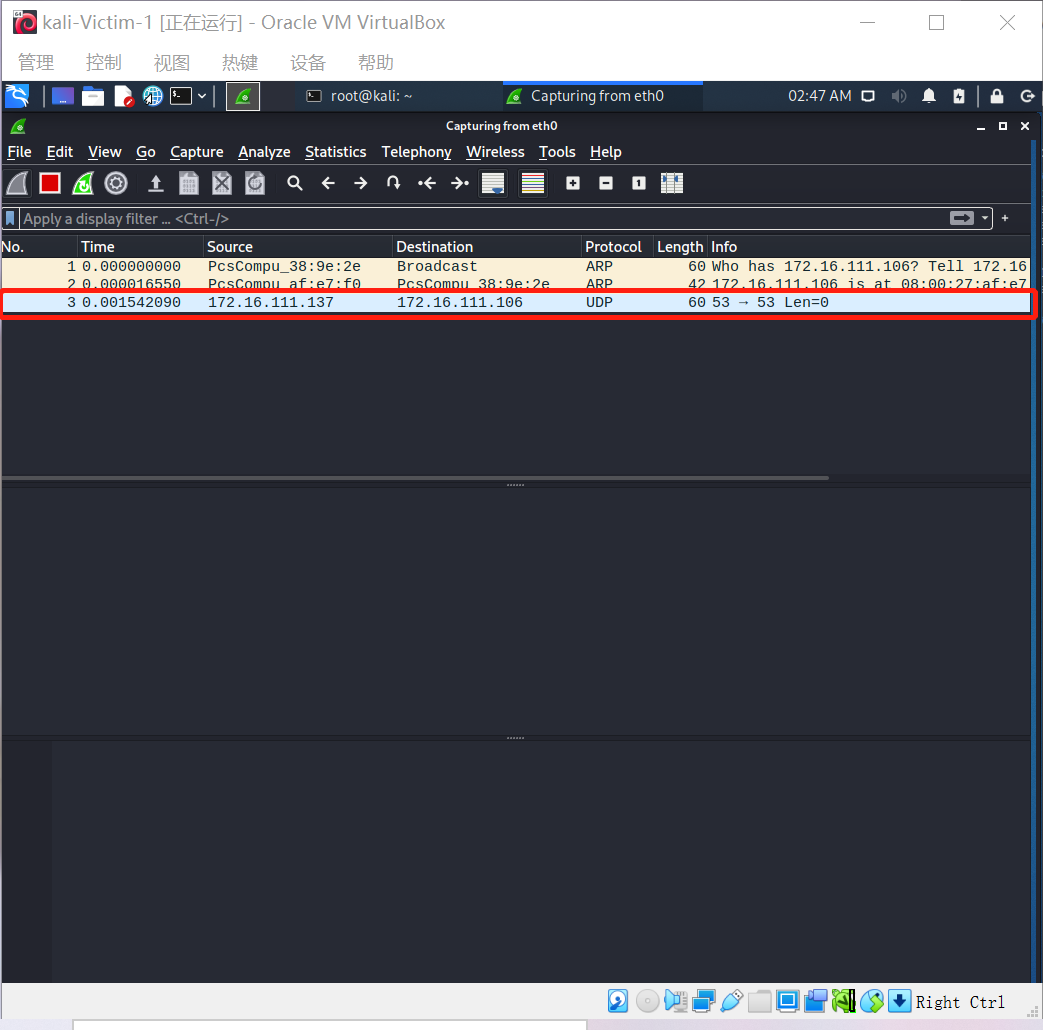 kali-Victim-1 [正在运行] - Oracle VM VirtualBox
管理 控制 视图 热键 设备 帮助
root@kali: ~ Capturing from eth0 02:47 AM
Capturing from eth0
File Edit View Go Capture Analyze Statistics Telephony Wireless Tools Help
Apply a display filter ... <Ctrl-/> +
No. Time Source Destination Protocol Length Info
1 0.000000000 PcsCompu_38:9e:2e Broadcast ARP 60 Who has 172.16.111.106? Tell 172.16
2 0.000016550 PcsCompu_af:e7:f0 PcsCompu_38:9e:2e ARP 42 172.16.111.106 is at 08:00:27:af:e7
3 0.001542090 172.16.111.137 172.16.111.106 UDP 60 53 → 53 Len=0
Right Ctrl